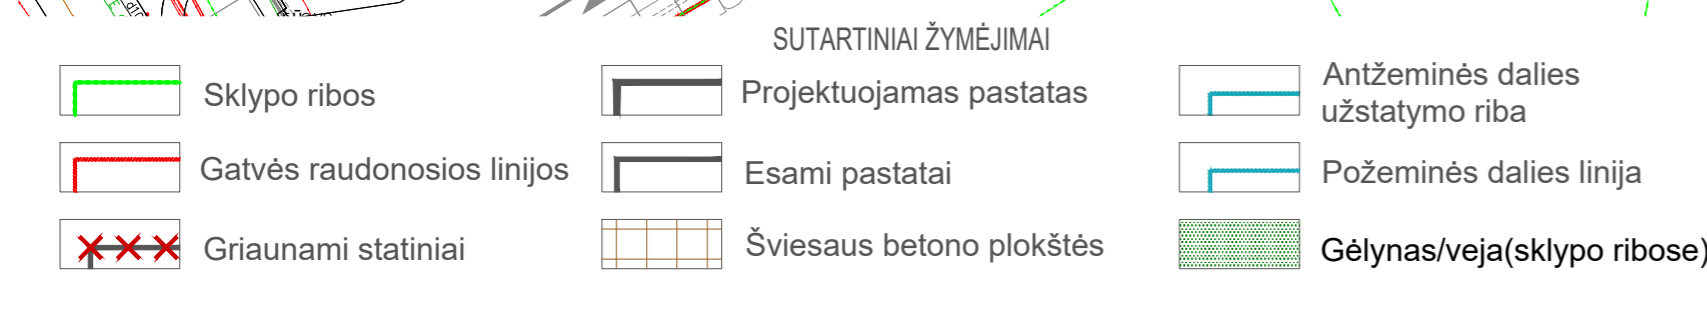 SUTARTINIAI ŽYMĖJIMAI
Sklypo ribos
Gatvės raudonosios linijos
Griaunami statiniai
Projektuojamas pastatas
Esami pastatai
Šviesaus betono plokštės
Antžeminės dalies
užstatymo riba
Požeminės dalies linija
Gėlynas/veja(sklypo ribose)